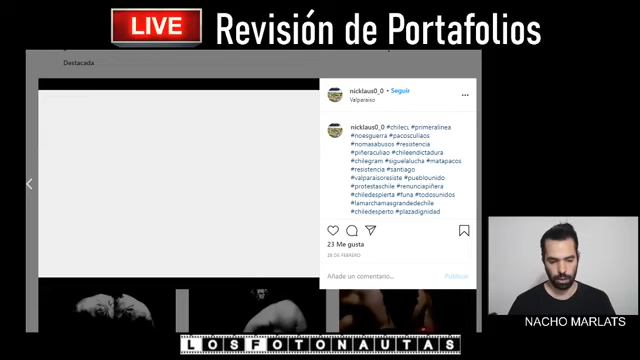 LIVE Revisión de Portafolios
Destacada
nicklaus0_0 • Seguir
Valparaíso
nicklaus0_0 #chilecı #primeralinea
#noesguerra #pacosculiaos
#nomasabusos #resistencia
#piñeraculiao #chileendictadura
#chilegram #siguelalucha #matapacos
#resistencia #santiago
#valparaisoresiste #pueblounido
#protestaschile #renunciapiñera
#chiledespierta #funa #todosunidos
#lamarchamasgrandedechile
#chiledesperto #plazadignidad
23 Me gusta
28 DE FEBRERO
Añade un comentario...
Publicar
NACHO MARLATS
LOSFOTONAUTAS